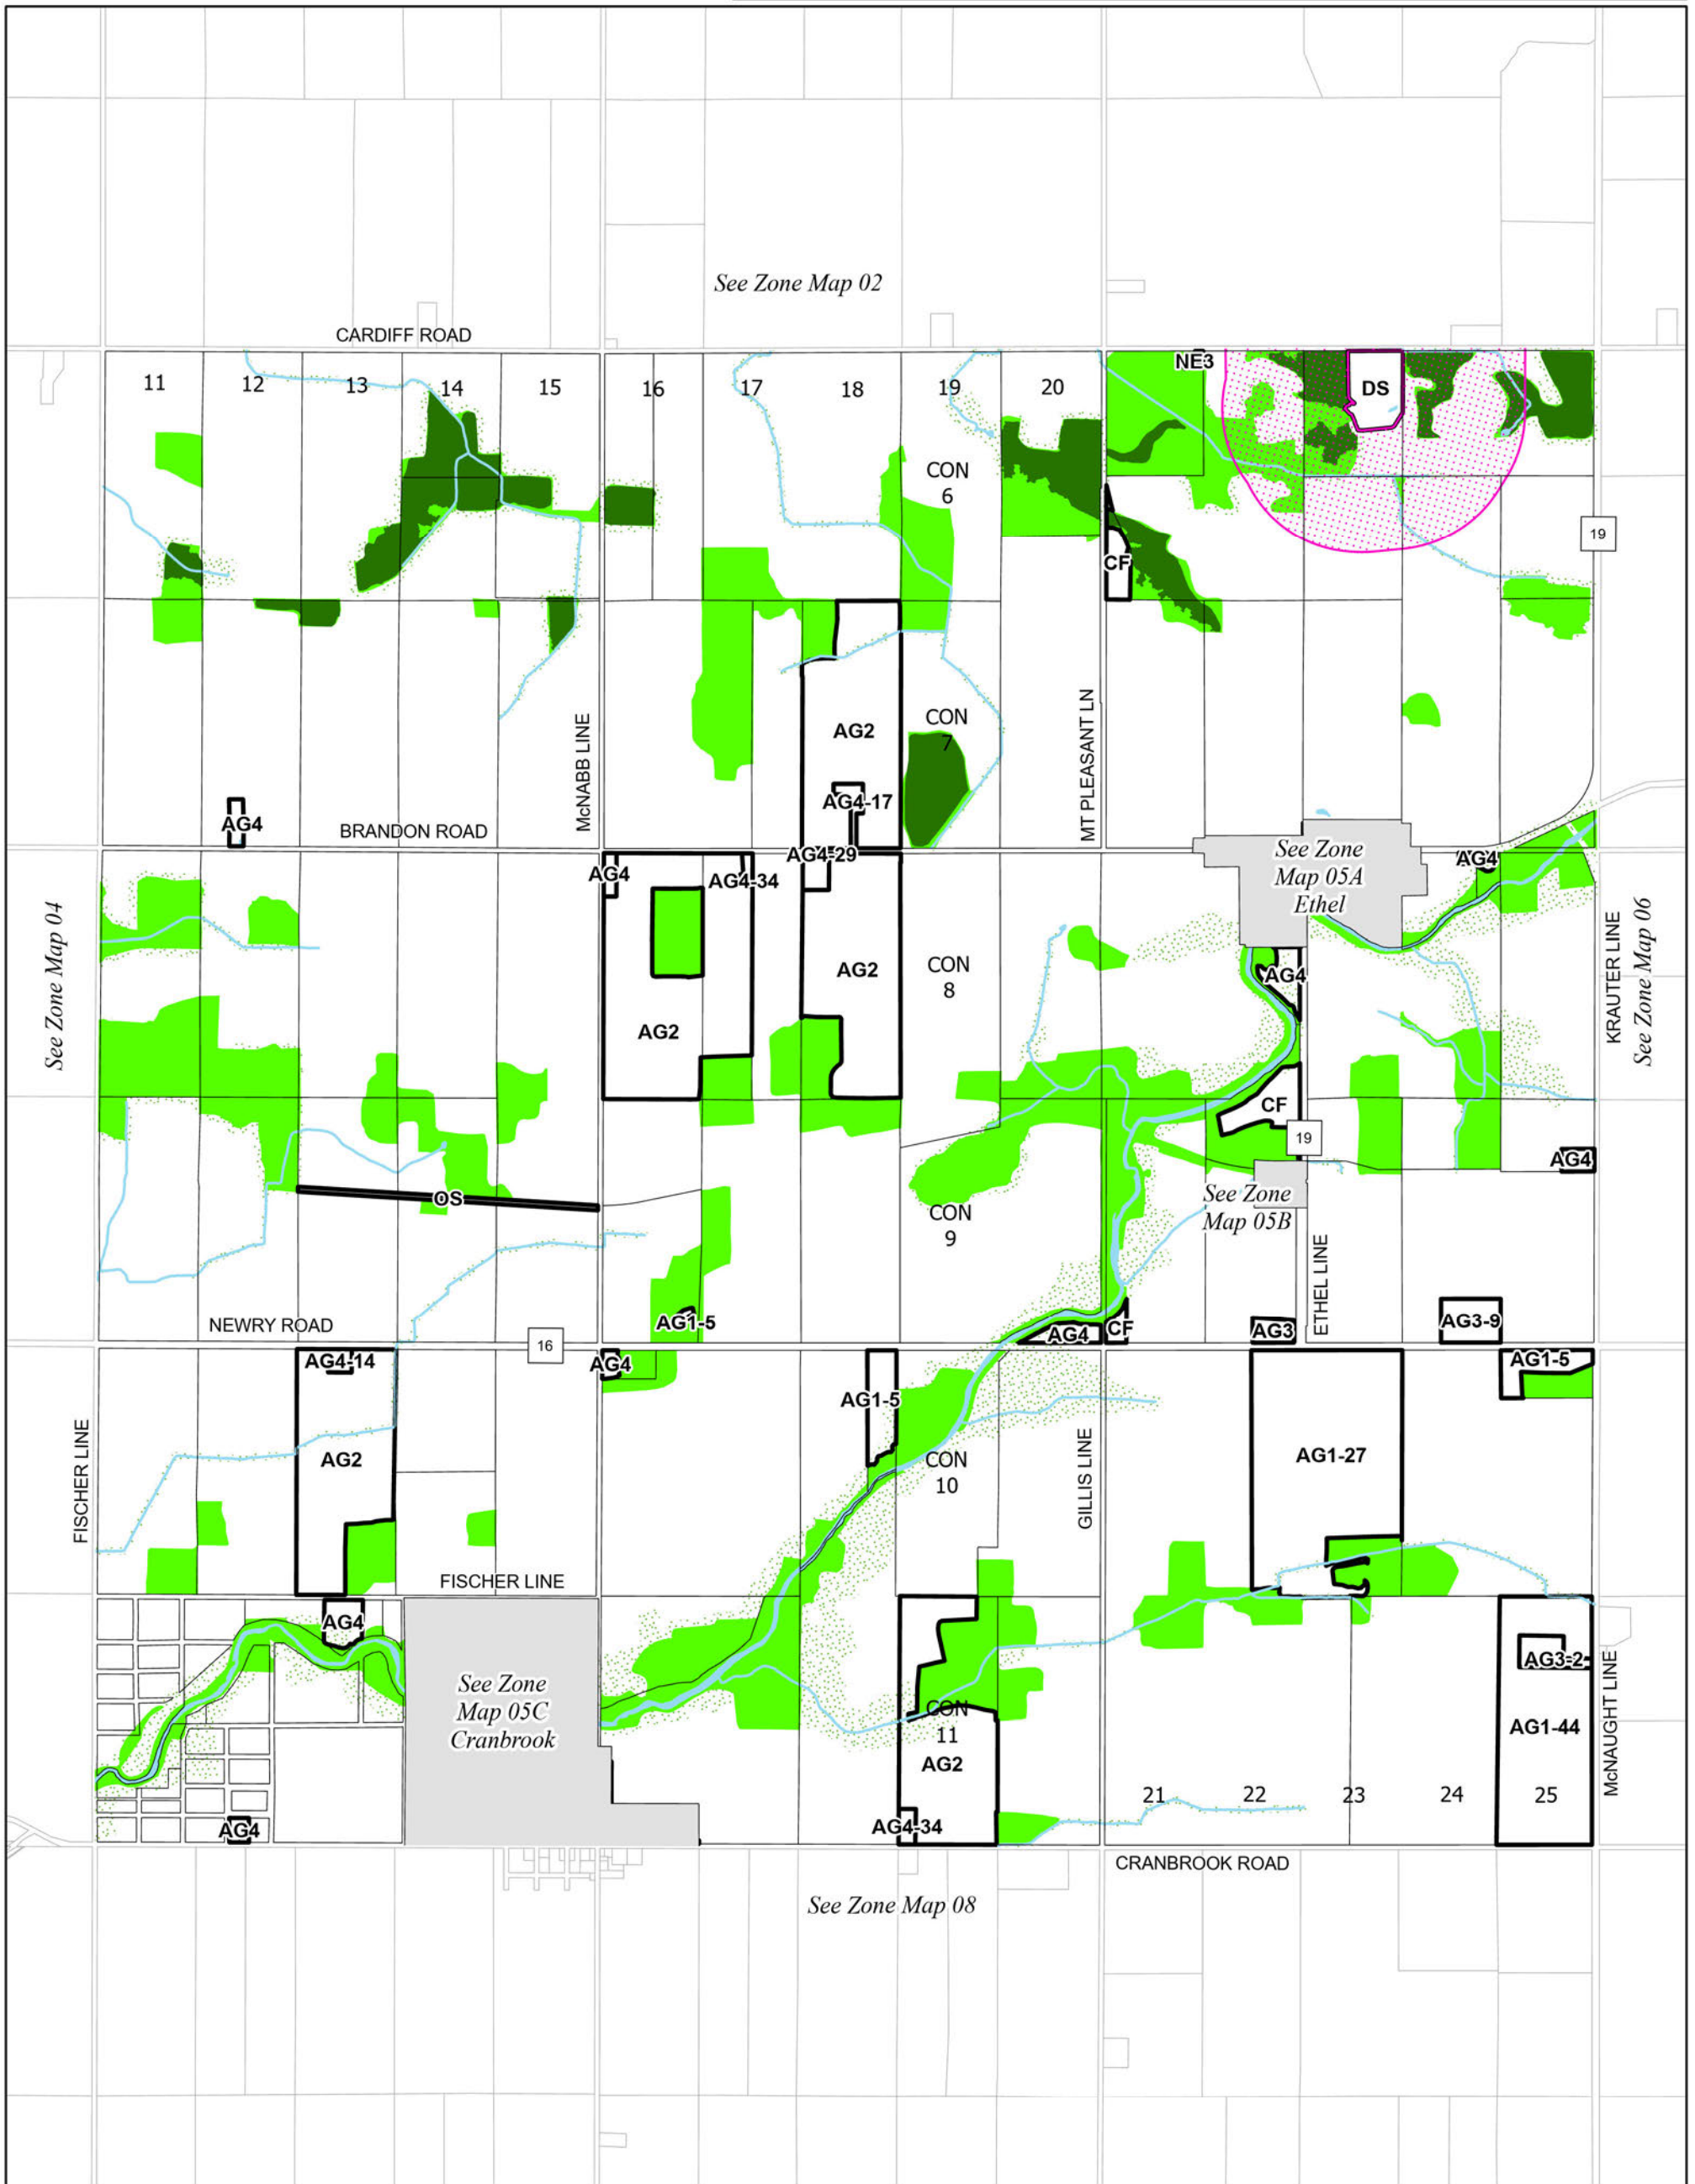 See Zone Map 02
CARDIFF ROAD
11
12
13
14
15
16
17
18
19
20
NE3
DS
CON
6
19
CF
McNABB LINE
MT PLEASANT LN
AG2
CON
7
AG4-17
AG4
BRANDON ROAD
AG4-29
See Zone
Map 05A
Ethel
AG4
AG4
AG4-34
See Zone Map 04
KRAUTER LINE
See Zone Map 06
AG2
CON
8
AG4
AG2
CF
19
AG4
OS
See Zone
Map 05B
CON
9
ETHEL LINE
NEWRY ROAD
16
AG1-5
AG4
CF
AG3
AG3-9
AG4-14
AG4
AG1-5
AG1-5
FISCHER LINE
AG2
CON
10
GILLIS LINE
AG1-27
FISCHER LINE
AG4
See Zone
Map 05C
Cranbrook
CON
11
AG2
AG3-2
AG1-44
McNAUGHT LINE
21
22
23
24
25
AG4
AG4-34
CRANBROOK ROAD
See Zone Map 08